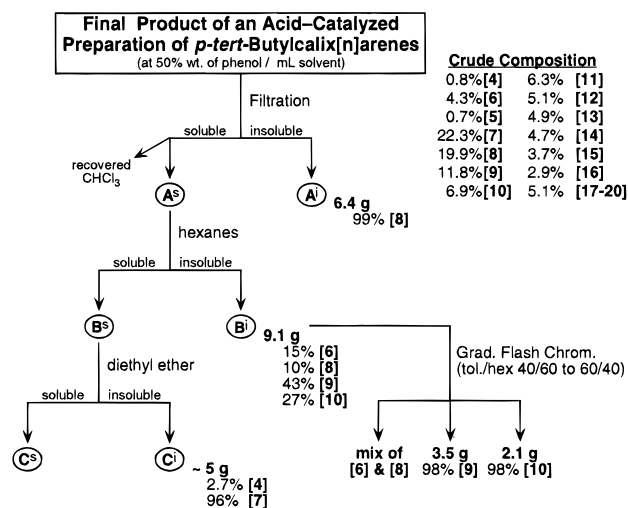 Final Product of an Acid–Catalyzed
Preparation of p-tert-Butylcalix[n]arenes
(at 50% wt. of phenol / mL solvent)
Crude Composition
0.8% [4] 6.3% [11]
4.3% [6] 5.1% [12]
0.7% [5] 4.9% [13]
22.3% [7] 4.7% [14]
19.9% [8] 3.7% [15]
11.8% [9] 2.9% [16]
6.9% [10] 5.1% [17-20]
Filtration
soluble insoluble
recovered
CHCl3
As
Ai
6.4 g
99% [8]
hexanes
soluble insoluble
Bs
Bi
9.1 g
15% [6]
10% [8]
43% [9]
27% [10]
Grad. Flash Chrom.
(tol./hex 40/60 to 60/40)
diethyl ether
soluble insoluble
Cs
Ci
~ 5 g
2.7% [4]
96% [7]
mix of
[6] & [8]
3.5 g
98% [9]
2.1 g
98% [10]